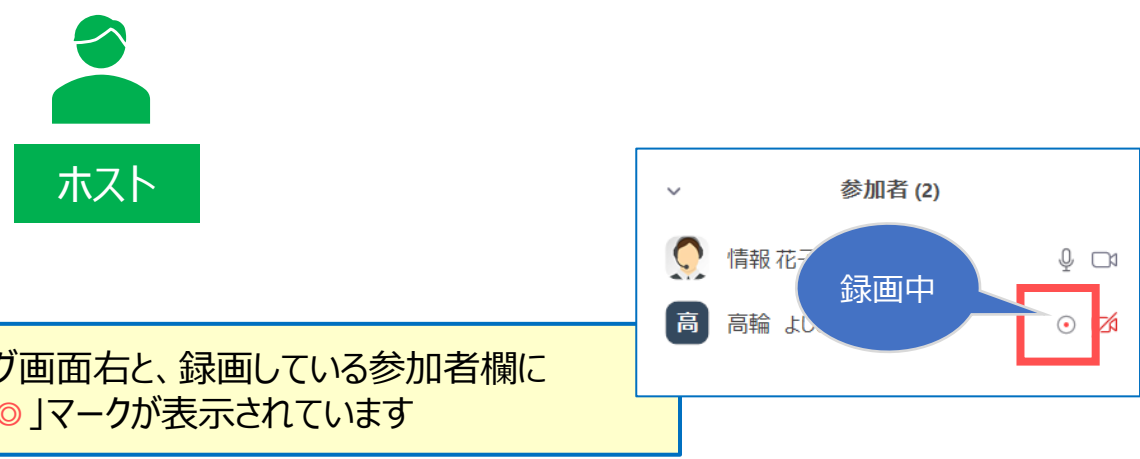 ホスト
参加者 (2)
情報 花
録画中
高 高輪 よし
グ画面右と、録画している参加者欄に
◎」マークが表示されています